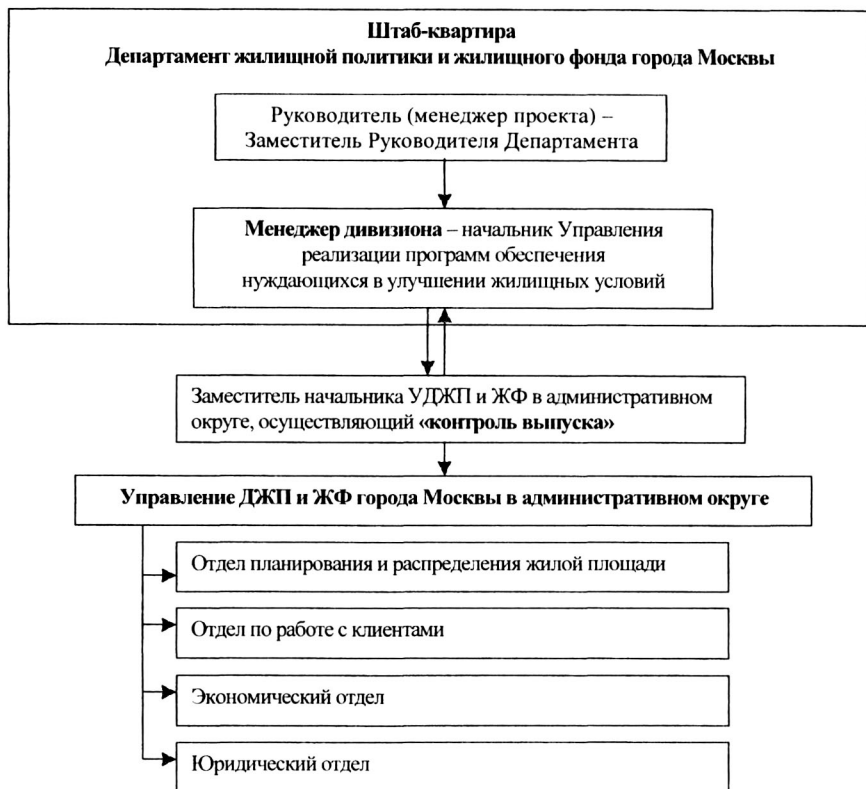 Штаб-квартира
Департамент жилищной политики и жилищного фонда города Москвы
Руководитель (менеджер проекта) –
Заместитель Руководителя Департамента
Менеджер дивизиона – начальник Управления
реализации программ обеспечения
нуждающихся в улучшении жилищных условий
Заместитель начальника УДЖП и ЖФ в административном
округе, осуществляющий «контроль выпуска»
Управление ДЖП и ЖФ города Москвы в административном округе
Отдел планирования и распределения жилой площади
Отдел по работе с клиентами
Экономический отдел
Юридический отдел